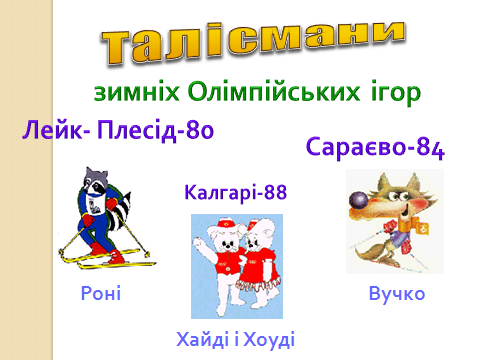 Талісмани
зимніх Олімпійських ігор
Лейк- Плесід-80
Сараєво-84
Калгарі-88
Роні
Вучко
Хайді і Хоуді